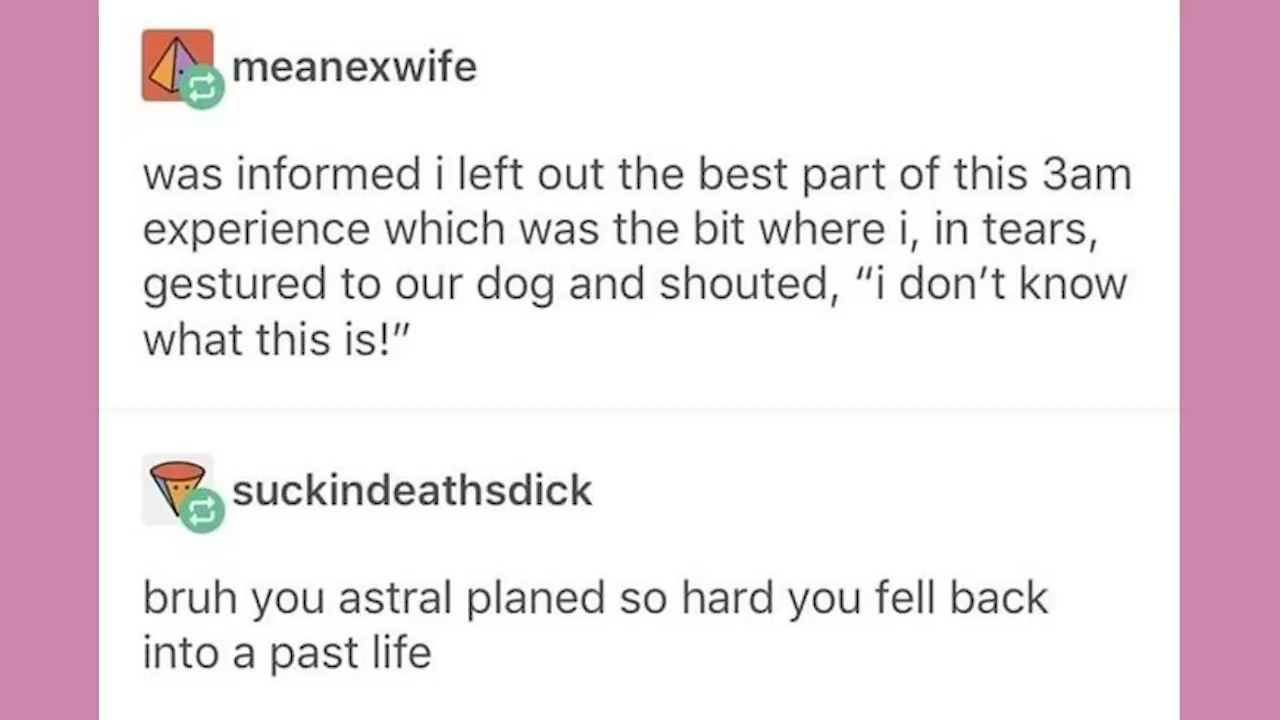 meanexwife
was informed i left out the best part of this 3am
experience which was the bit where i, in tears,
gestured to our dog and shouted, “i don’t know
what this is!”
suckindeathsdick
bruh you astral planed so hard you fell back
into a past life